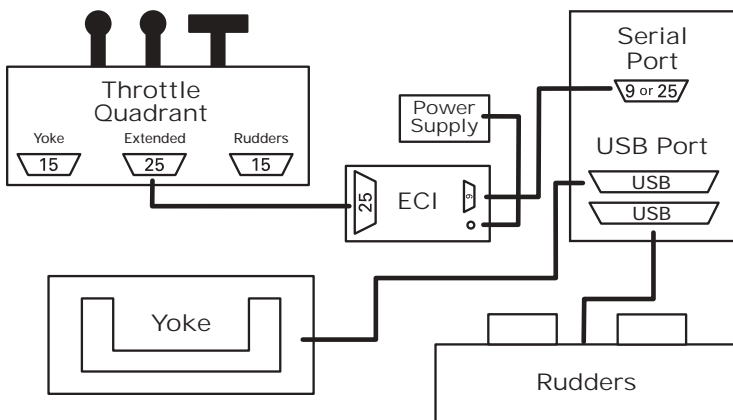 Throttle
Quadrant
Yoke
Extended
Rudders
15
25
15
Power
Supply
25
ECI
9
Serial
Port
9 or 25
USB Port
USB
USB
Yoke
Rudders